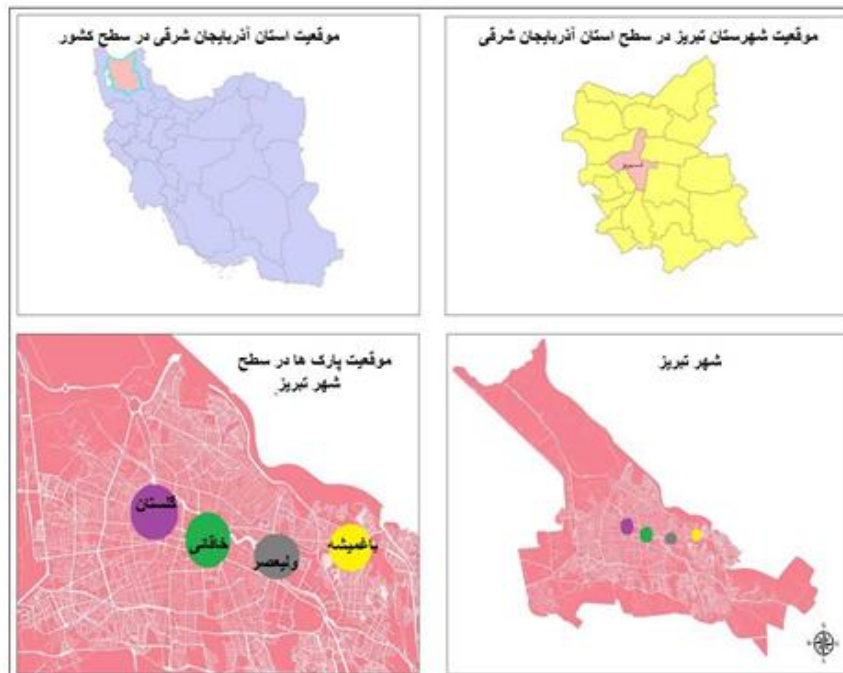 موقعیت استان آذربایجان شرقی در سطح کشور
موقعیت شهرستان تبریز در سطح استان آذربایجان شرقی
تبریز
موقعیت پارک ها در سطح
شهر تبریز
گلستان
خاقانی
ولیعصر
باغمیشه
شهر تبریز